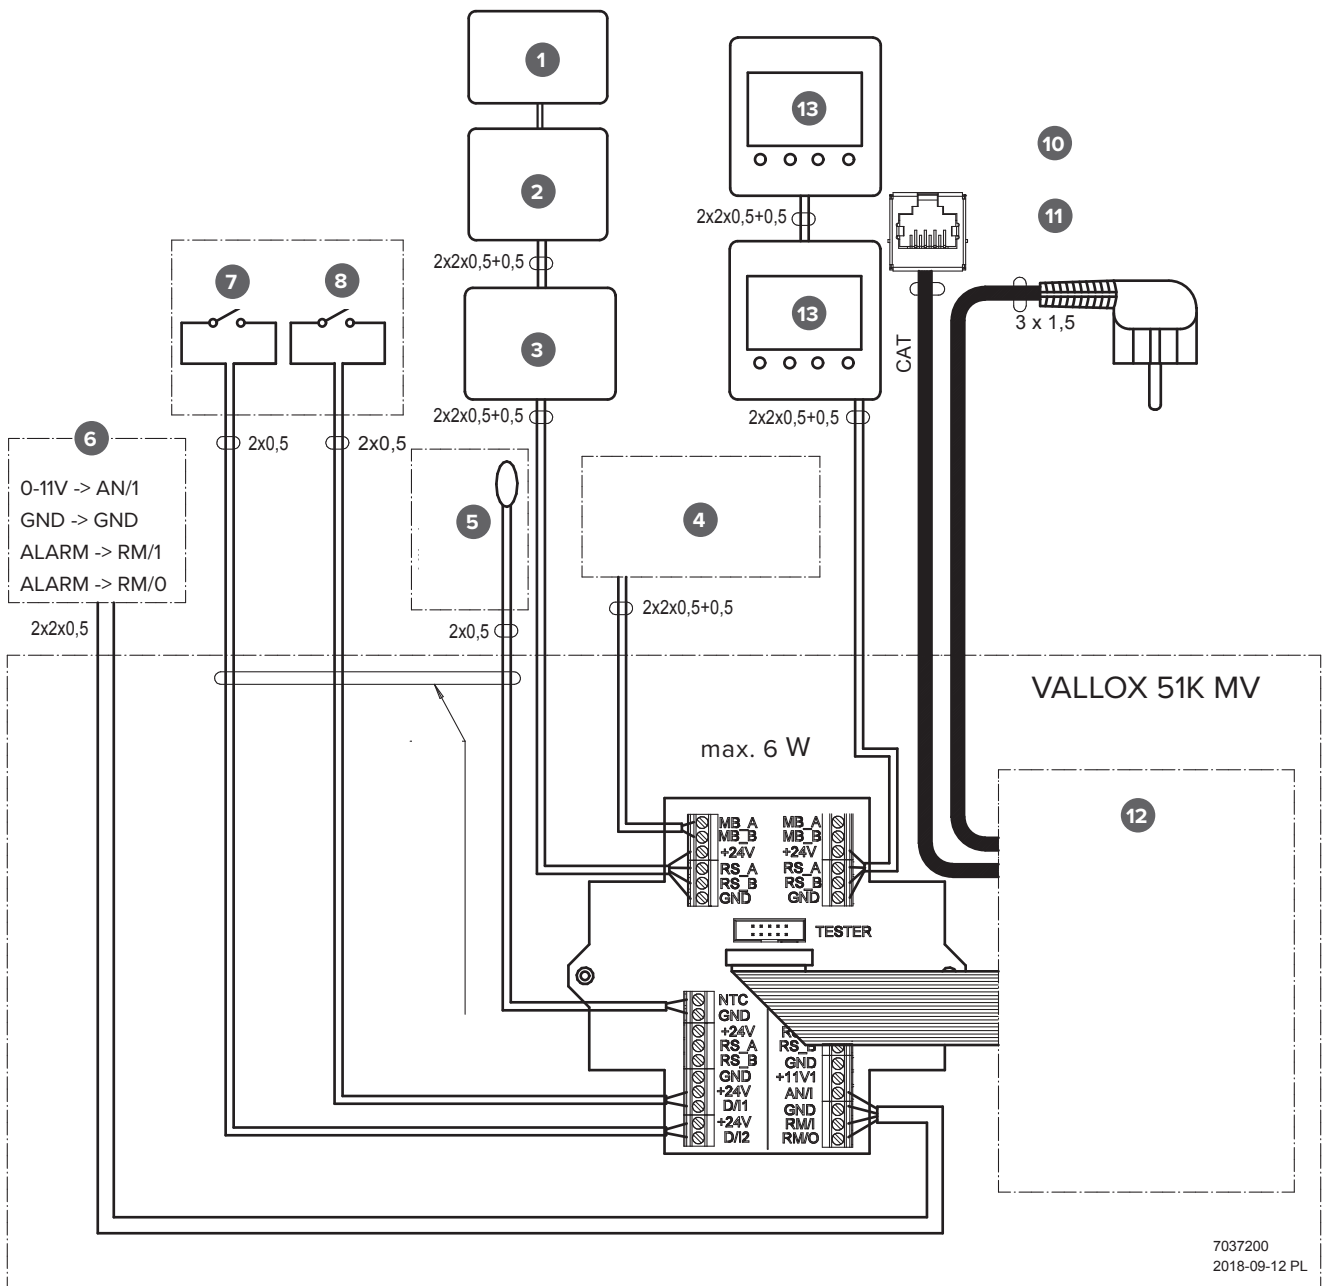 1
13
10
2
11
2x2x0,5+0,5
2x2x0,5+0,5
7
8
13
3 x 1,5
3
CAT
2x2x0,5+0,5
2x2x0,5+0,5
6
2x0,5
2x0,5
0-11V -> AN/1
GND -> GND
ALARM -> RM/1
ALARM -> RM/0
5
4
2x2x0,5
2x0,5
2x2x0,5+0,5
VALLOX 51K MV
max. 6 W
12
MB_A
MB_B
+24V
RS_A
RS_B
GND
MB_A
MB_B
+24V
RS_A
RS_B
GND
TESTER
NTC
GND
+24V
RS_A
RS_B
GND
+24V
D/I1
+24V
D/I2
RS_B
GND
+11V1
AN/I
GND
RM/I
RM/O
7037200
2018-09-12 PL